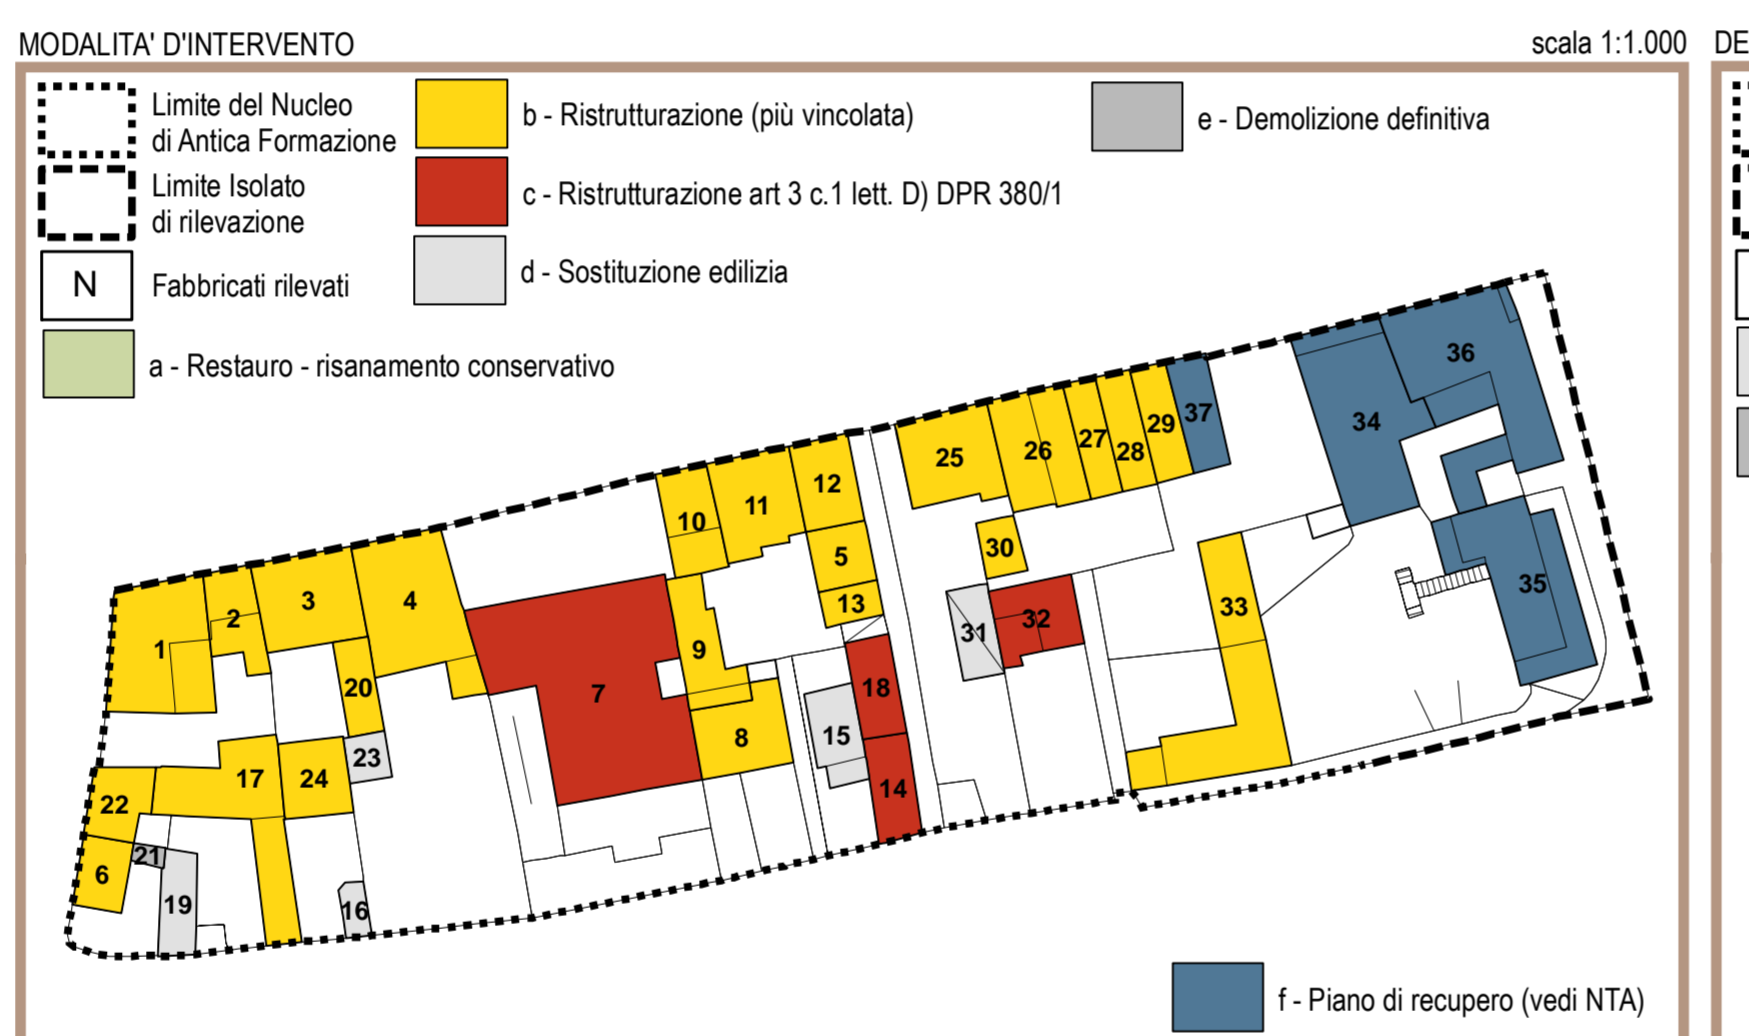 MODALITA' D'INTERVENTO
scala 1:1.000
DE
Limite del Nucleo
di Antica Formazione
Limite Isolato
di rilevazione
N
Fabbricati rilevati
a - Restauro - risanamento conservativo
b - Ristrutturazione (più vincolata)
c - Ristrutturazione art 3 c.1 lett. D) DPR 380/1
d - Sostituzione edilizia
e - Demolizione definitiva
36
34
37
29
28
27
26
25
12
11
10
5
13
30
35
33
32
31
1
2
3
4
20
9
7
18
8
15
14
23
24
17
22
21
6
19
16
f - Piano di recupero (vedi NTA)